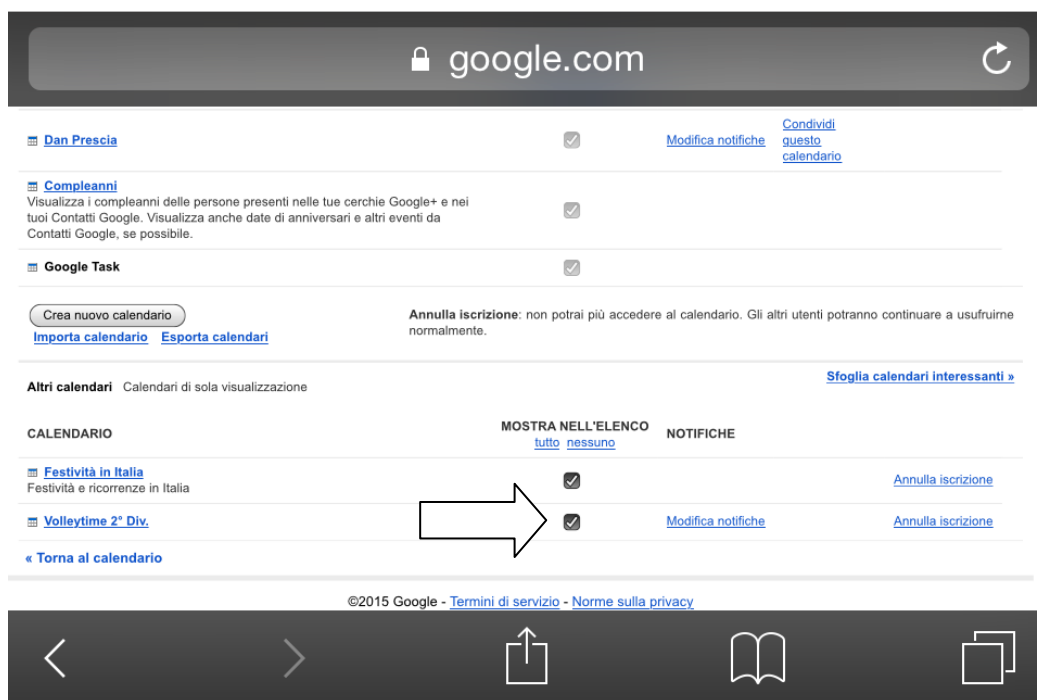 google.com
Dan Prescia
Modifica notifiche
Condividi
questo
calendario
Compleanni
Visualizza i compleanni delle persone presenti nelle tue cerchie Google+ e nei
tuoi Contatti Google. Visualizza anche date di anniversari e altri eventi da
Contatti Google, se possibile.
Google Task
Crea nuovo calendario
Importa calendario Esporta calendari
Annulla iscrizione: non potrai più accedere al calendario. Gli altri utenti potranno continuare a usufruirne
normalmente.
Altri calendari Calendari di sola visualizzazione
Sfoglia calendari interessanti »
CALENDARIO
MOSTRA NELL'ELENCO
tutto nessuno
NOTIFICHE
Festività in Italia
Festività e ricorrenze in Italia
Annulla iscrizione
Volleytime 2° Div.
Modifica notifiche
Annulla iscrizione
« Torna al calendario
©2015 Google - Termini di servizio - Norme sulla privacy